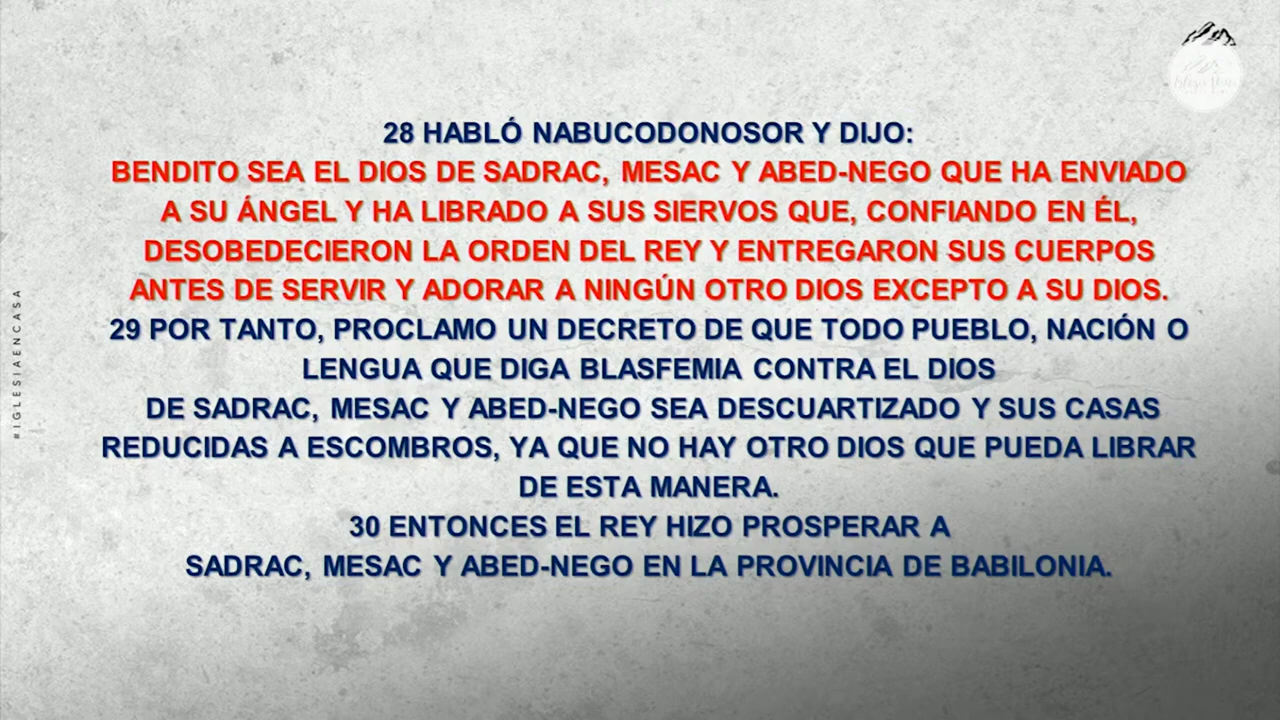 28 HABLÓ NABUCODONOSOR Y DIJO:
BENDITO SEA EL DIOS DE SADRAC, MESAC Y ABED-NEGO QUE HA ENVIADO
A SU ÁNGEL Y HA LIBRADO A SUS SIERVOS QUE, CONFIANDO EN ÉL,
DESOBEDECIERON LA ORDEN DEL REY Y ENTREGARON SUS CUERPOS
ANTES DE SERVIR Y ADORAR A NINGÚN OTRO DIOS EXCEPTO A SU DIOS.
29 POR TANTO, PROCLAMO UN DECRETO DE QUE TODO PUEBLO, NACIÓN O
LENGUA QUE DIGA BLASFEMIA CONTRA EL DIOS
DE SADRAC, MESAC Y ABED-NEGO SEA DESCUARTIZADO Y SUS CASAS
REDUCIDAS A ESCOMBROS, YA QUE NO HAY OTRO DIOS QUE PUEDA LIBRAR
DE ESTA MANERA.
30 ENTONCES EL REY HIZO PROSPERAR A
SADRAC, MESAC Y ABED-NEGO EN LA PROVINCIA DE BABILONIA.
#IGLESIAENCASA